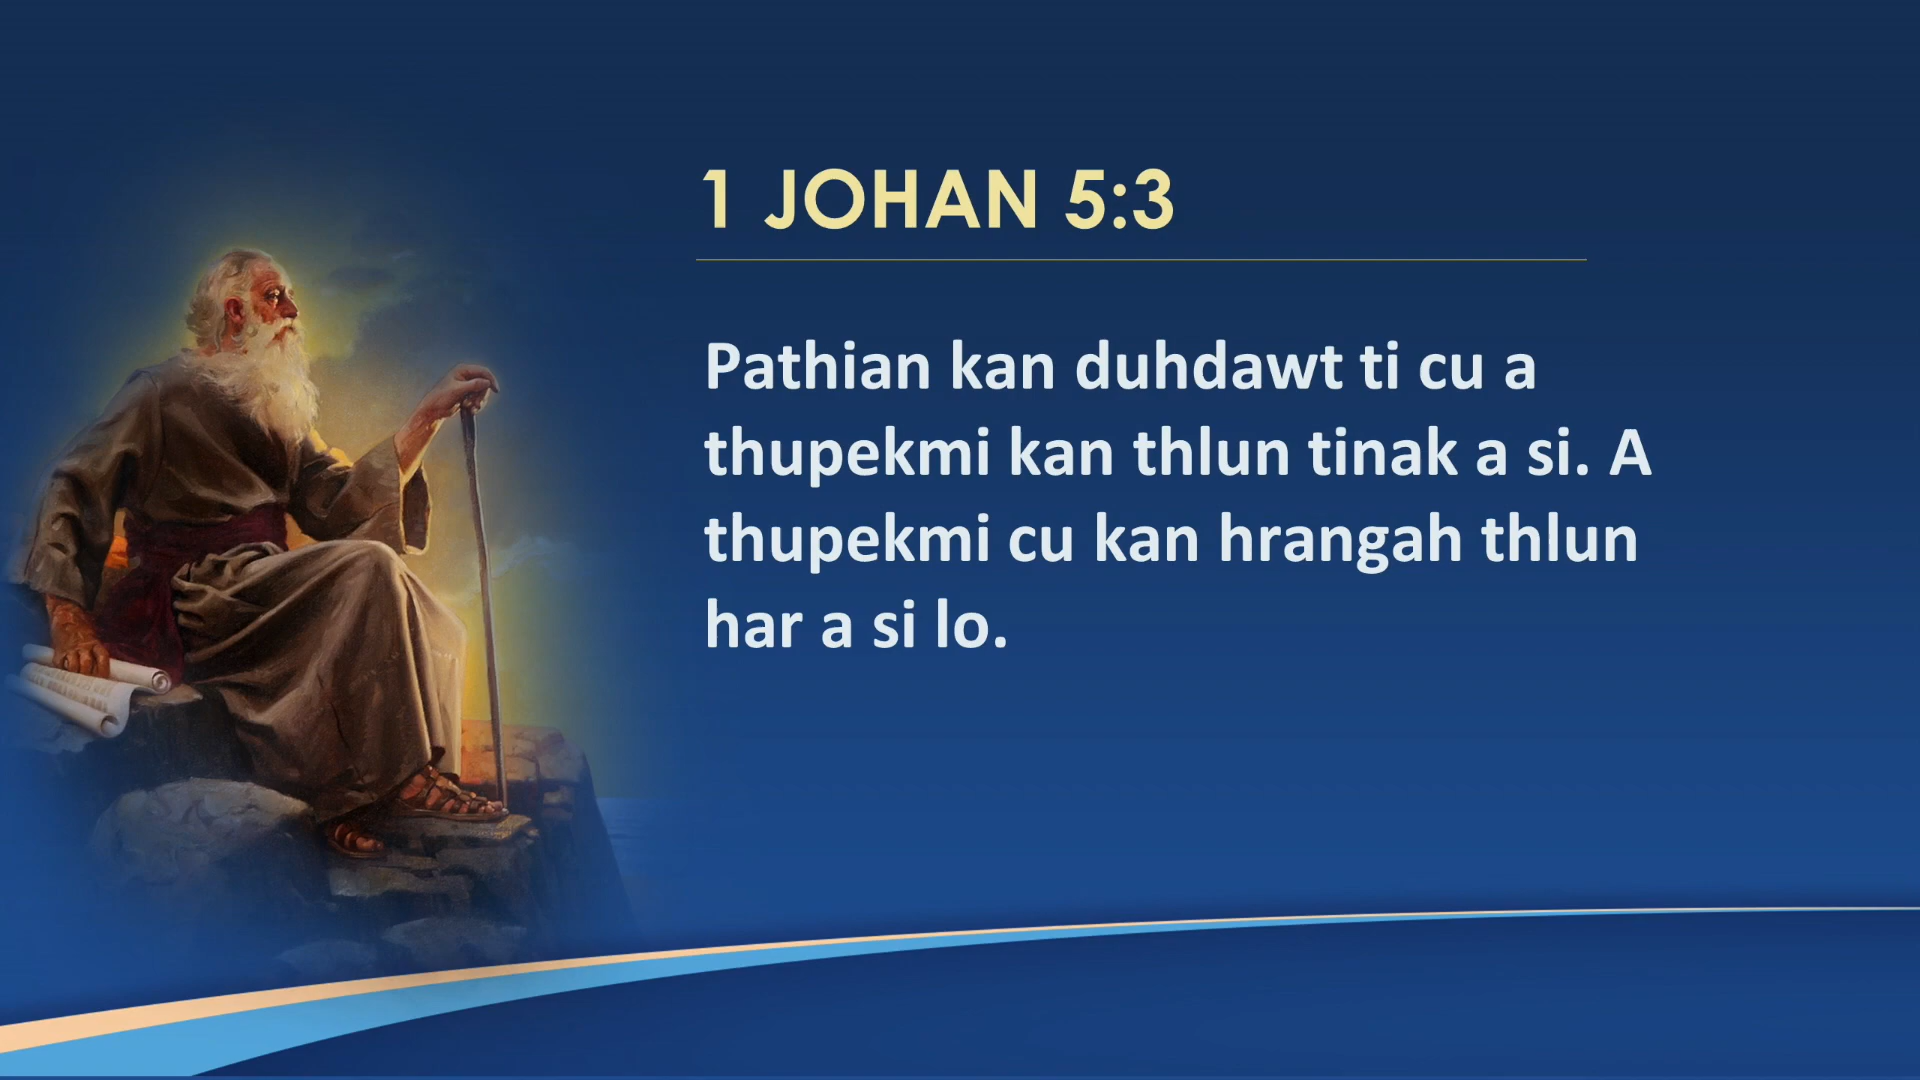 1 JOHAN 5:3
Pathian kan duhdawt ti cu a
thupekmi kan thlun tinak a si. A
thupekmi cu kan hrangah thlun
har a si lo.